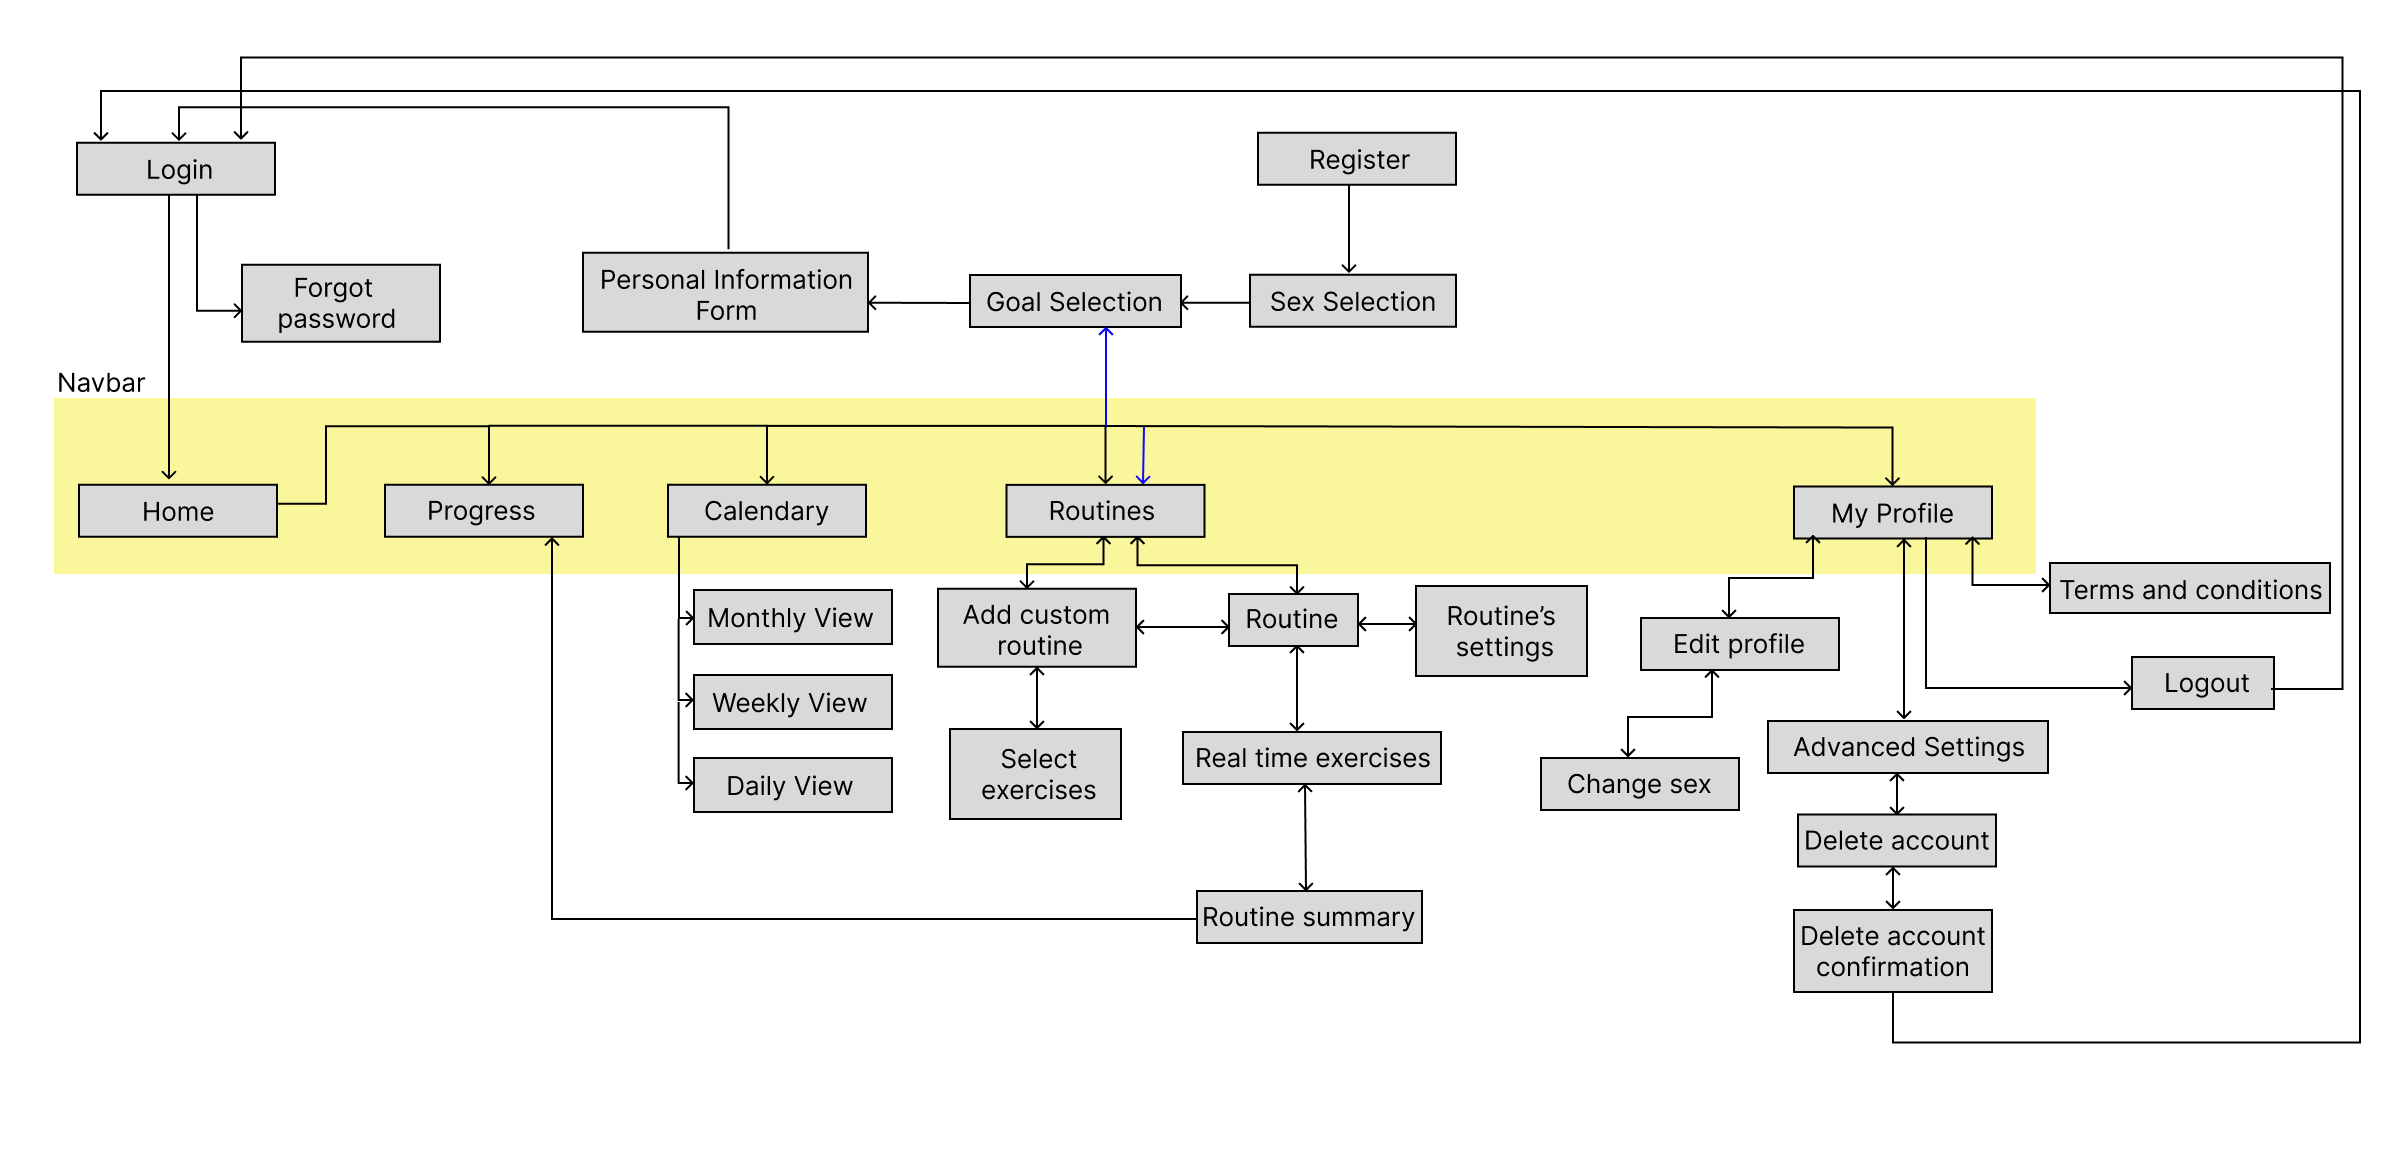 Login
Register
Forgot
password
Personal Information
Form
Goal Selection
Sex Selection
Navbar
Home
Progress
Calendary
Routines
My Profile
Terms and conditions
Monthly View
Add custom
routine
Routine
Routine’s
settings
Edit profile
Logout
Weekly View
Select
exercises
Real time exercises
Advanced Settings
Daily View
Change sex
Delete account
Routine summary
Delete account
confirmation